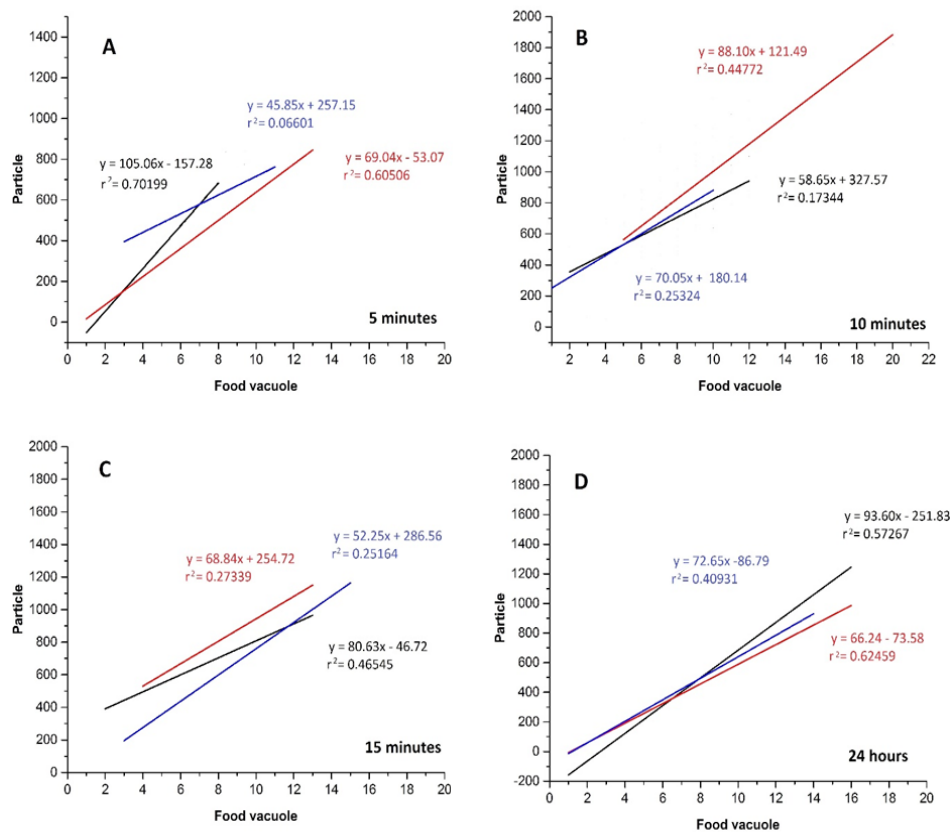 A
1400
1200
1000
800
600
400
200
0
Particle
y = 45.85x + 257.15
r² = 0.06601
y = 105.06x - 157.28
r² = 0.70199
y = 69.04x - 53.07
r² = 0.60506
5 minutes
0 2 4 6 8 10 12 14 16 18 20
Food vacuole
B
2000
1800
1600
1400
1200
1000
800
600
400
200
0
Particle
y = 88.10x + 121.49
r² = 0.44772
y = 58.65x + 327.57
r² = 0.17344
y = 70.05x + 180.14
r² = 0.25324
10 minutes
2 4 6 8 10 12 14 16 18 20 22
Food vacuole
C
2000
1800
1600
1400
1200
1000
800
600
400
200
0
Particle
y = 52.25x + 286.56
r² = 0.25164
y = 68.84x + 254.72
r² = 0.27339
y = 80.63x - 46.72
r² = 0.46545
15 minutes
0 2 4 6 8 10 12 14 16 18 20
Food vacuole
D
2000
1800
1600
1400
1200
1000
800
600
400
200
0
-200
Particle
y = 93.60x - 251.83
r² = 0.57267
y = 72.65x -86.79
r² = 0.40931
y = 66.24 - 73.58
r² = 0.62459
24 hours
0 2 4 6 8 10 12 14 16 18 20
Food vacuole